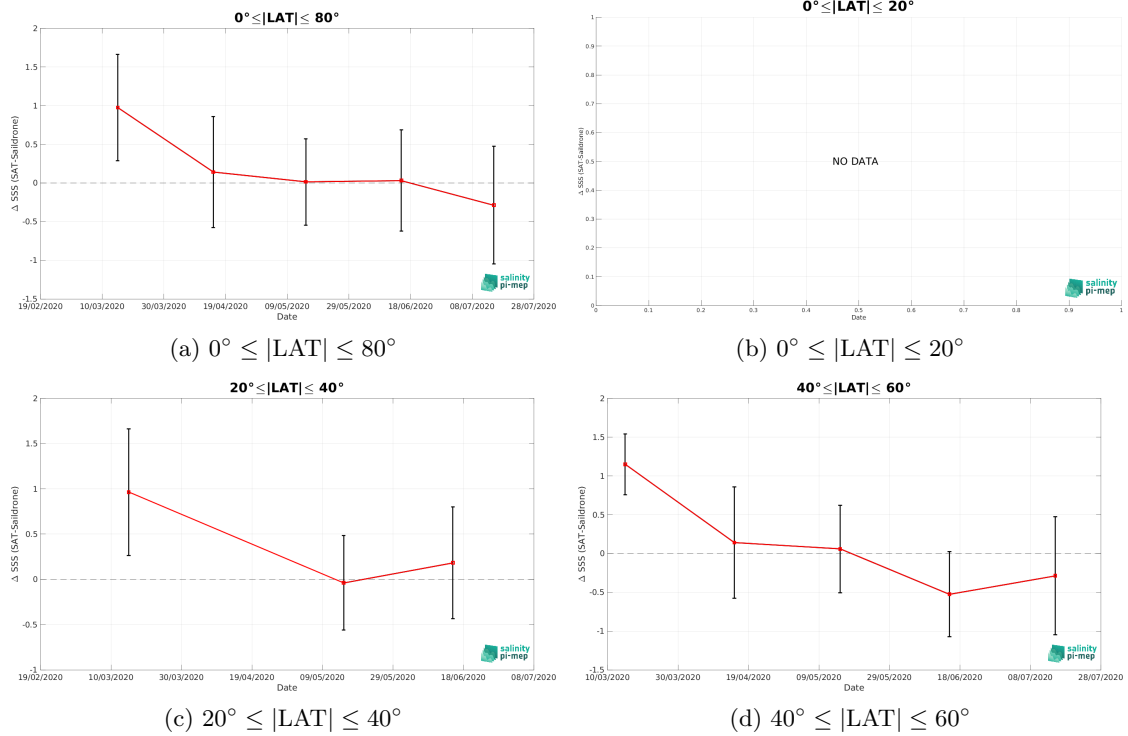 0°≤|LAT|≤ 80°
2
1.5
1
0.5
0
-0.5
-1
-1.5
Δ SSS (SAT-Saildrone)
19/02/2020 10/03/2020 30/03/2020 19/04/2020 09/05/2020 29/05/2020 18/06/2020 08/07/2020 28/07/2020
Date
salinity
pi-mep
(a) 0° ≤ |LAT| ≤ 80°
0°≤|LAT|≤ 20°
1
0.9
0.8
0.7
0.6
0.5
0.4
0.3
0.2
0.1
0
Δ SSS (SAT-Saildrone)
NO DATA
0 0.1 0.2 0.3 0.4 0.5 0.6 0.7 0.8 0.9 1
Date
salinity
pi-mep
(b) 0° ≤ |LAT| ≤ 20°
20°≤|LAT|≤ 40°
2
1.5
1
0.5
0
-0.5
-1
Δ SSS (SAT-Saildrone)
19/02/2020 10/03/2020 30/03/2020 19/04/2020 09/05/2020 29/05/2020 18/06/2020 08/07/2020
Date
salinity
pi-mep
(c) 20° ≤ |LAT| ≤ 40°
40°≤|LAT|≤ 60°
2
1.5
1
0.5
0
-0.5
-1
-1.5
Δ SSS (SAT-Saildrone)
10/03/2020 30/03/2020 19/04/2020 09/05/2020 29/05/2020 18/06/2020 08/07/2020 28/07/2020
Date
salinity
pi-mep
(d) 40° ≤ |LAT| ≤ 60°